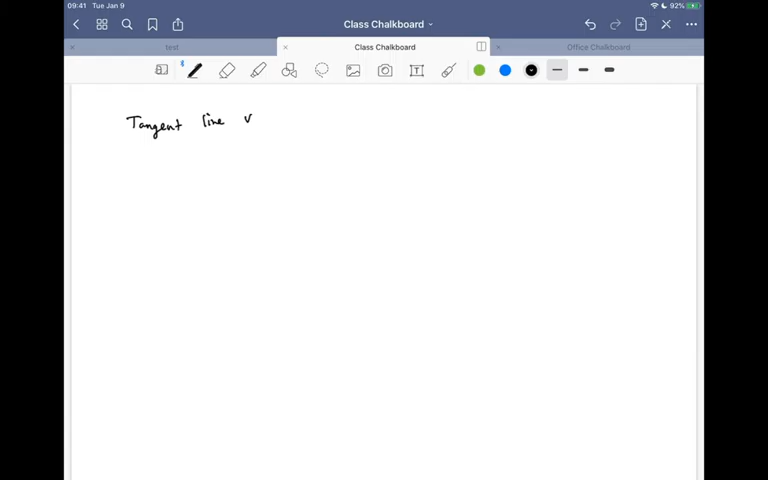 09:41 Tue Jan 9 92%
Class Chalkboard
test Class Chalkboard Office Chalkboard
T
Tangent line v